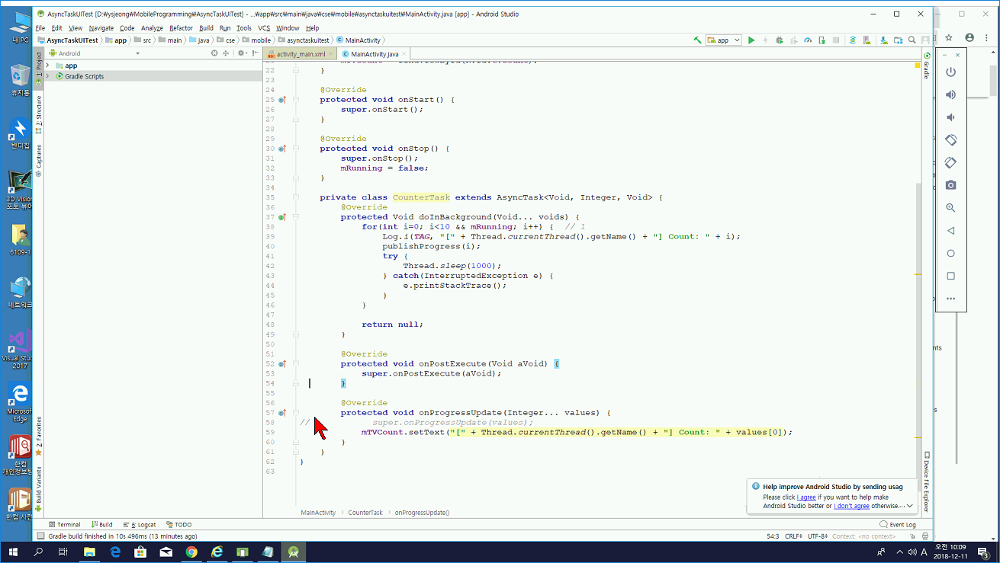 AsyncTaskUITest [D:₩ysjeong₩MobileProgramming₩AsyncTaskUITest] - ...₩app₩src₩main₩java₩cse₩mobile₩asynctaskuitest₩MainActivity.java [app] - Android Studio
File Edit View Navigate Code Analyze Refactor Build Run Tools VCS Window Help
AsyncTaskUITest app src main java cse mobile asynctaskuitest MainActivity
app
Android
activity_main.xml
MainActivity.java
app
Gradle Scripts
내 PC
휴지통
반디집
3D Vision
포토 뷰어
6109-1
네트워크
Visual Studio
2017
Microsoft
Edge
한컴
한컴 사전
1: Project
7: Structure
Captures
2: Favorites
Build Variants
Gradle
Device File Explorer
22 }
23
24 @Override
25 protected void onStart() {
26 super.onStart();
27 }
28
29 @Override
30 protected void onStop() {
31 super.onStop();
32 mRunning = false;
33 }
34
35 private class CounterTask extends AsyncTask<Void, Integer, Void> {
36 @Override
37 protected Void doInBackground(Void... voids) {
38 for(int i=0; i<10 && mRunning; i++) { // 1
39 Log.i(TAG, "[" + Thread.currentThread().getName() + "] Count: " + i);
40 publishProgress(i);
41 try {
42 Thread.sleep(1000);
43 } catch(InterruptedException e) {
44 e.printStackTrace();
45 }
46 }
47
48 return null;
49 }
50
51 @Override
52 protected void onPostExecute(Void aVoid) {
53 super.onPostExecute(aVoid);
54 }
55
56 @Override
57 protected void onProgressUpdate(Integer... values) {
58 // super.onProgressUpdate(values);
59 mTVCount.setText("[" + Thread.currentThread().getName() + "] Count: " + values[0]);
60 }
61 }
62 }
63
MainActivity CounterTask onProgressUpdate()
Help improve Android Studio by sending usag
Please click I agree if you want to help make
Android Studio better or I don't agree otherwise....
Terminal Build 6: Logcat TODO
Event Log
Gradle build finished in 10s 496ms (13 minutes ago)
54:3 CRLF UTF-8 Context: <no context>
A
오전 10:09
2018-12-11
3